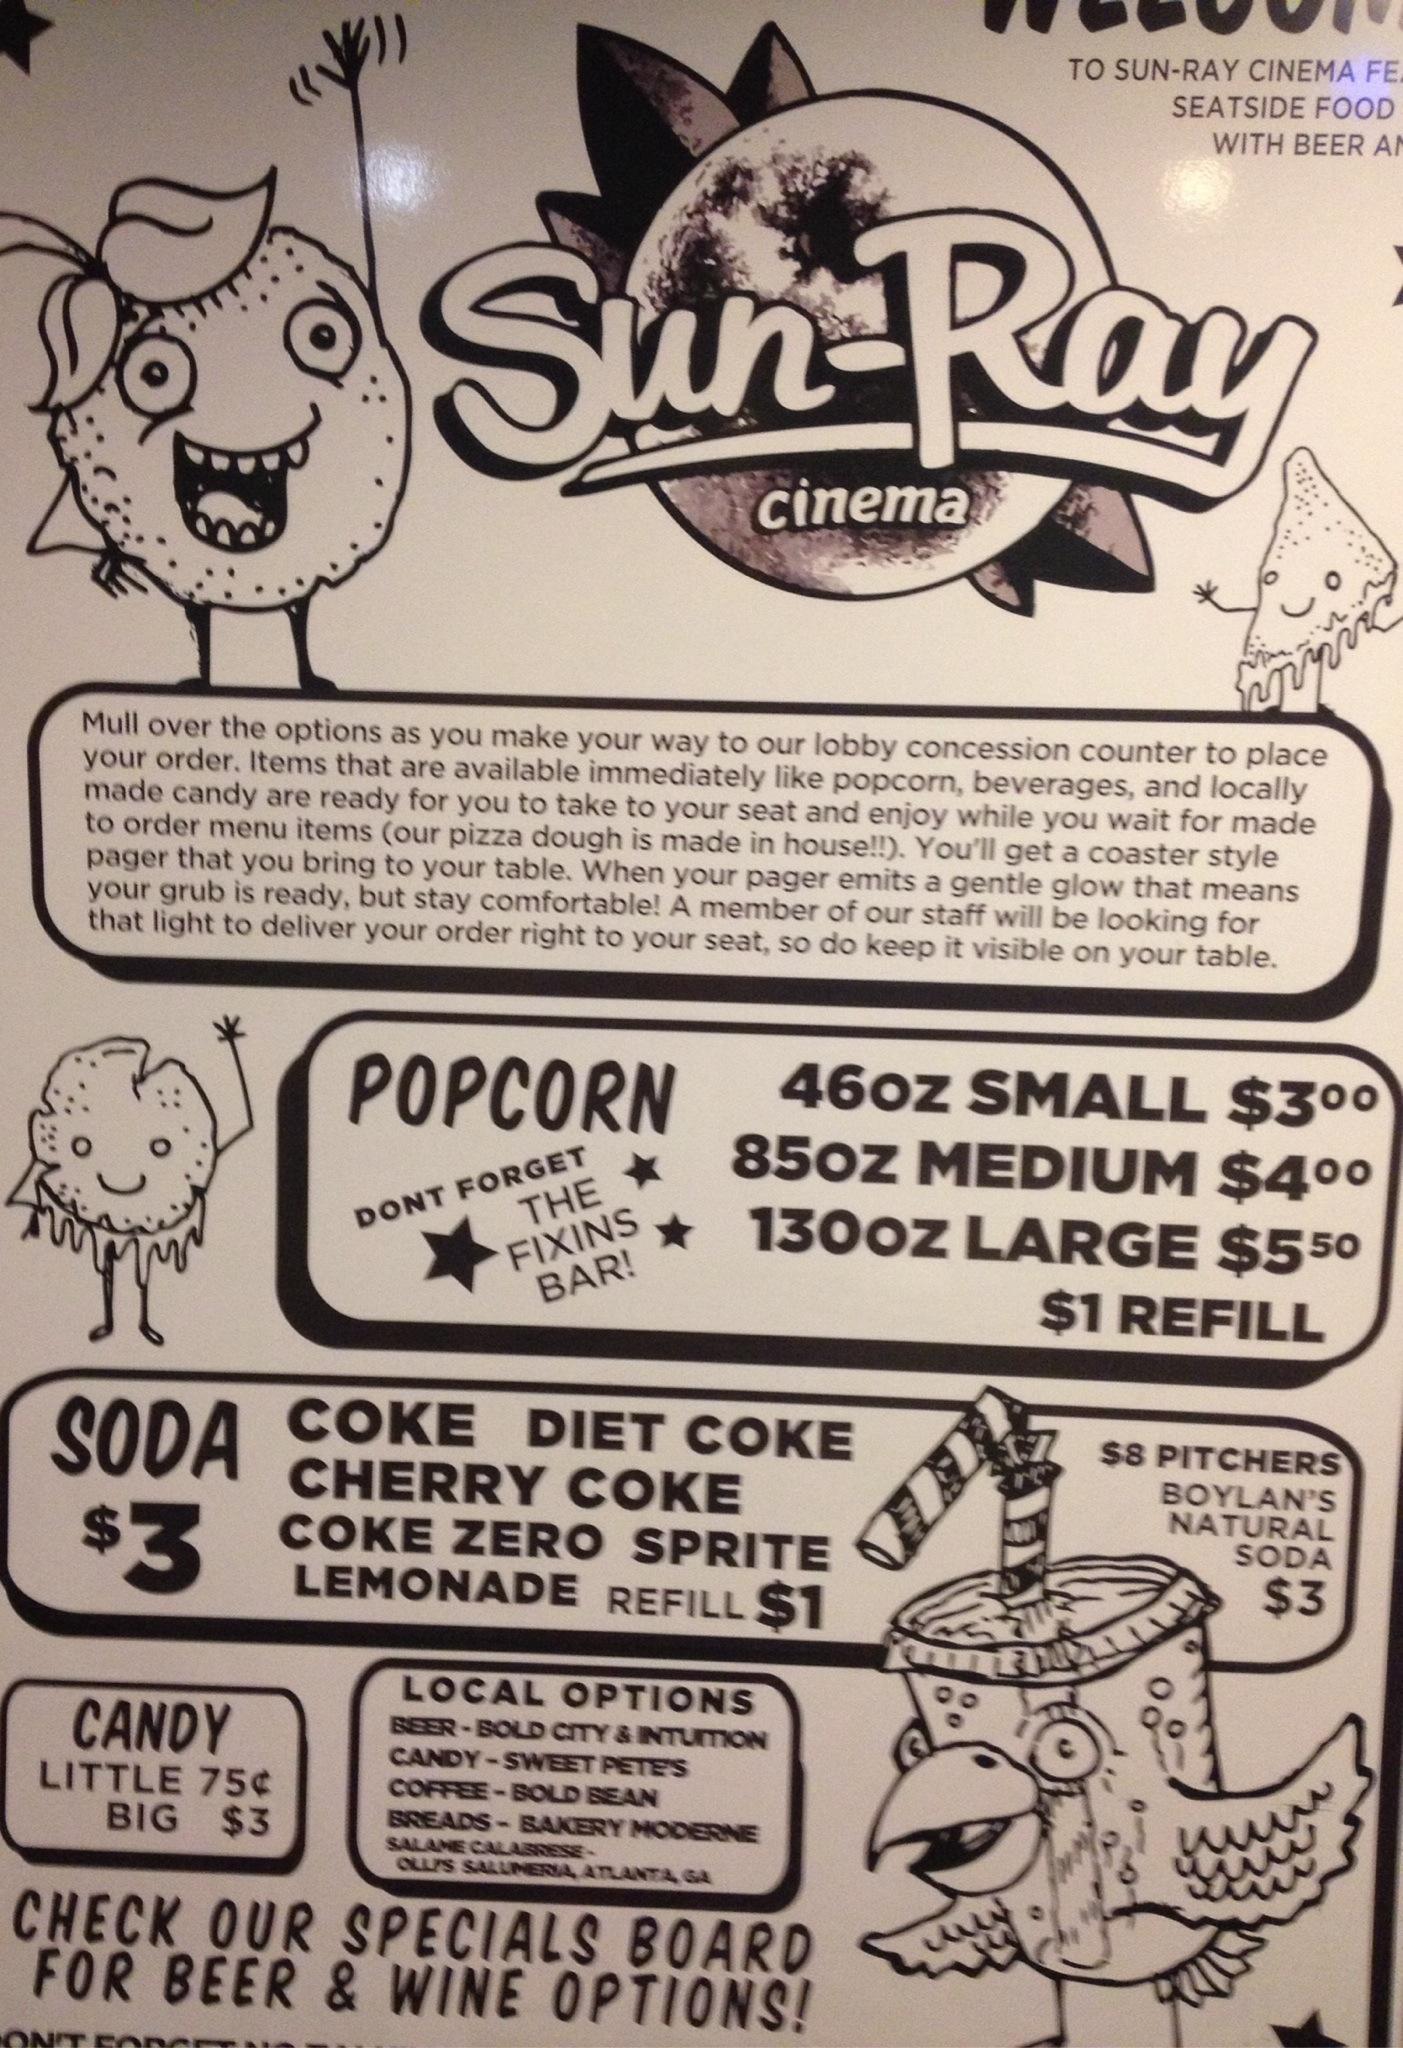 TO SUN-RAY CINEMA
SEATSIDE FOOD
WITH BEER
Sun-Ray
cinema
Mull over the options as you make your way to our lobby concession counter to place
your order. Items that are available immediately like popcorn, beverages, and locally
made candy are ready for you to take to your seat and enjoy while you wait for made
to order menu items (our pizza dough is made in house!!). You'll get a coaster style
pager that you bring to your table. When your pager emits a gentle glow that means
your grub is ready, but stay comfortable! A member of our staff will be looking for
that light to deliver your order right to your seat, so do keep it visible on your table.
POPCORN
DONT FORGET
THE
FIXINS
BAR!
46OZ SMALL $300
85OZ MEDIUM $400
130OZ LARGE $550
$1 REFILL
SODA
$3
COKE DIET COKE
CHERRY COKE
COKE ZERO SPRITE
LEMONADE REFILL $1
$8 PITCHERS
BOYLAN'S
NATURAL
SODA
$3
CANDY
LITTLE 75¢
BIG $3
LOCAL OPTIONS
BEER - BOLD CITY & INTUITION
CANDY - SWEET PETE'S
COFFEE - BOLD BEAN
BREADS - BAKERY MODERNE
SALAME CALABRESE -
OLLI'S SALUMERIA, ATLANTA, GA
CHECK OUR SPECIALS BOARD
FOR BEER & WINE OPTIONS!